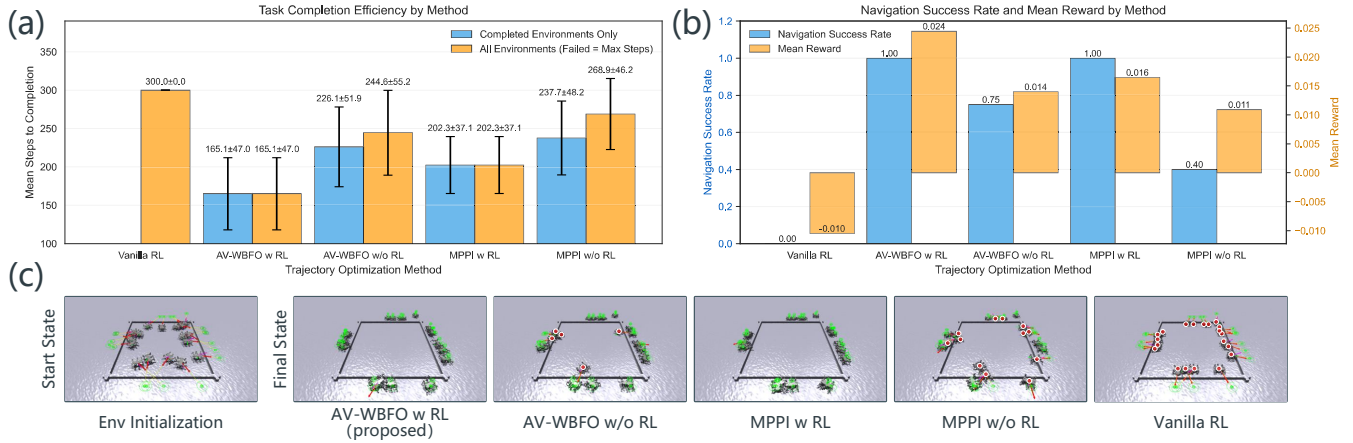 (a)
Task Completion Efficiency by Method
Completed Environments Only
All Environments (Failed = Max Steps)
Mean Steps to Completion
350
300
250
200
150
100
300.0±0.0
165.1±47.0
165.1±47.0
226.1±51.9
244.6±55.2
202.3±37.1
202.3±37.1
237.7±48.2
268.9±46.2
Vanilla RL
AV-WBFO w RL
AV-WBFO w/o RL
MPPI w RL
MPPI w/o RL
Trajectory Optimization Method
(b)
Navigation Success Rate and Mean Reward by Method
Navigation Success Rate
Mean Reward
Navigation Success Rate
1.2
1.0
0.8
0.6
0.4
0.2
0.0
0.00
-0.010
1.00
0.024
0.75
0.014
1.00
0.016
0.40
0.011
0.025
0.020
0.015
0.010
0.005
0.000
−0.005
−0.010
Mean Reward
Vanilla RL
AV-WBFO w RL
AV-WBFO w/o RL
MPPI w RL
MPPI w/o RL
Trajectory Optimization Method
(c)
Start State
Final State
Env Initialization
AV-WBFO w RL
(proposed)
AV-WBFO w/o RL
MPPI w RL
MPPI w/o RL
Vanilla RL